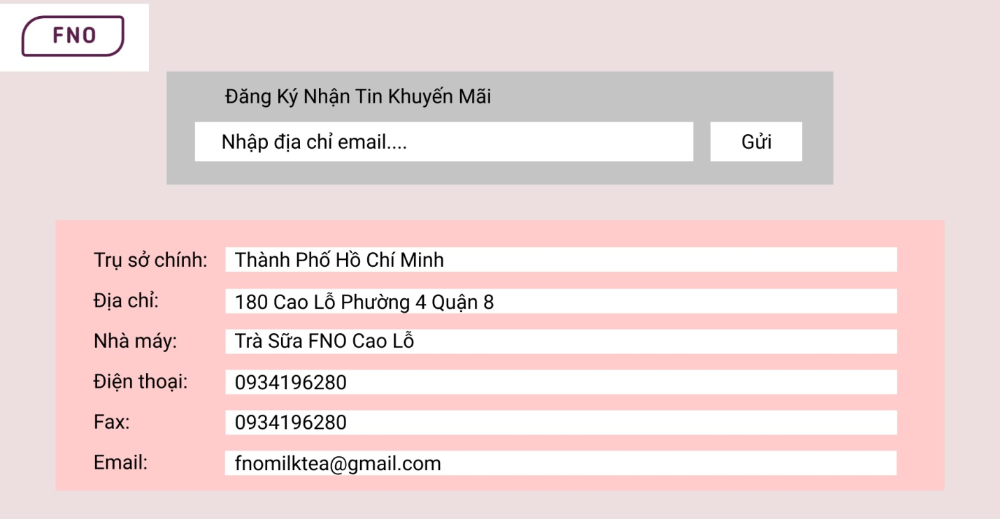 FNO
Đăng Ký Nhận Tin Khuyến Mãi
Nhập địa chỉ email.... Gửi
Trụ sở chính: Thành Phố Hồ Chí Minh
Địa chỉ: 180 Cao Lỗ Phường 4 Quận 8
Nhà máy: Trà Sữa FNO Cao Lỗ
Điện thoại: 0934196280
Fax: 0934196280
Email: fnomilktea@gmail.com